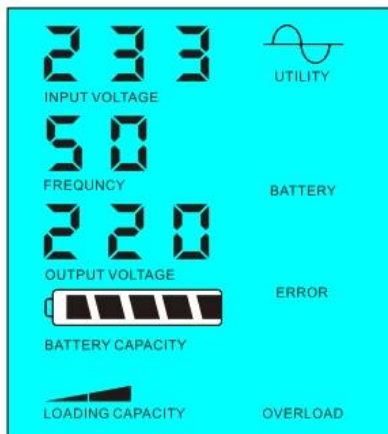 233
INPUT VOLTAGE
UTILITY
50
FREQUNCY
BATTERY
220
OUTPUT VOLTAGE
ERROR
BATTERY CAPACITY
LOADING CAPACITY
OVERLOAD